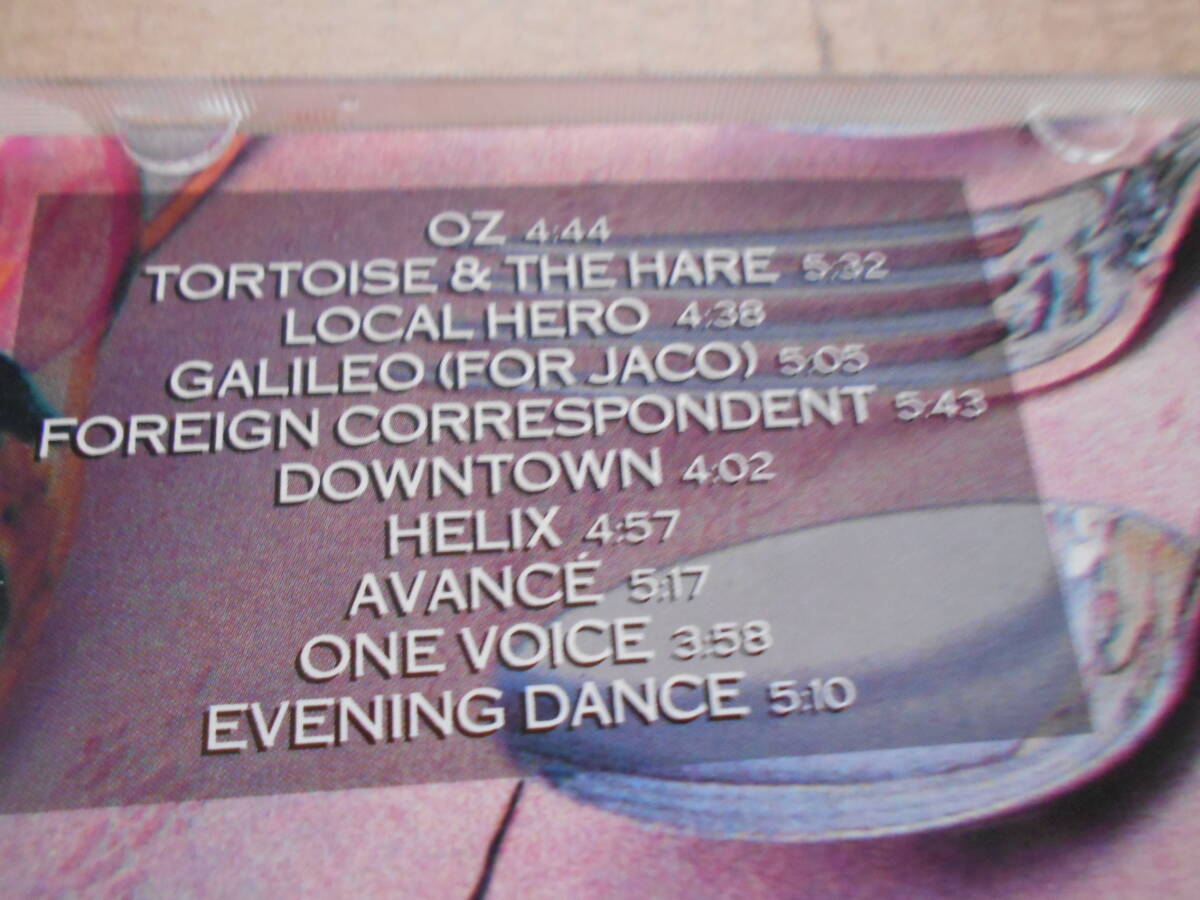 OZ 4:44
TORTOISE & THE HARE 5:32
LOCAL HERO 4:38
GALILEO (FOR JACO) 5:05
FOREIGN CORRESPONDENT 5:43
DOWNTOWN 4:02
HELIX 4:57
AVANCÉ 5:17
ONE VOICE 3:58
EVENING DANCE 5:10